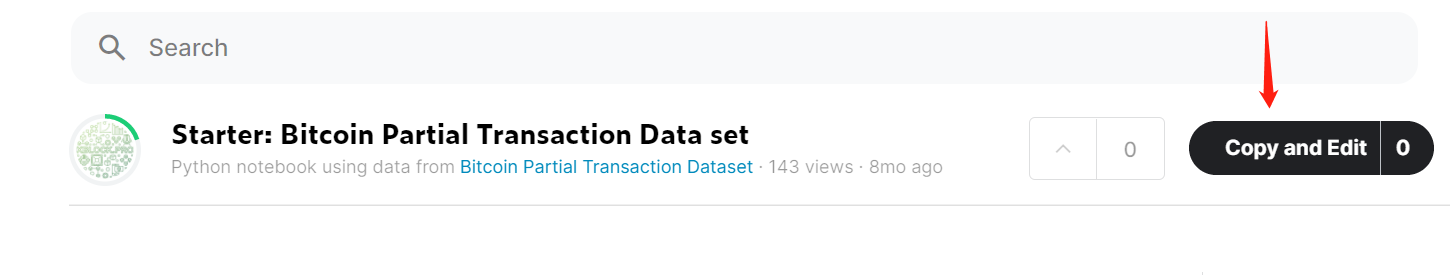 Search
Starter: Bitcoin Partial Transaction Data set
Python notebook using data from Bitcoin Partial Transaction Dataset · 143 views · 8mo ago
0
Copy and Edit 0